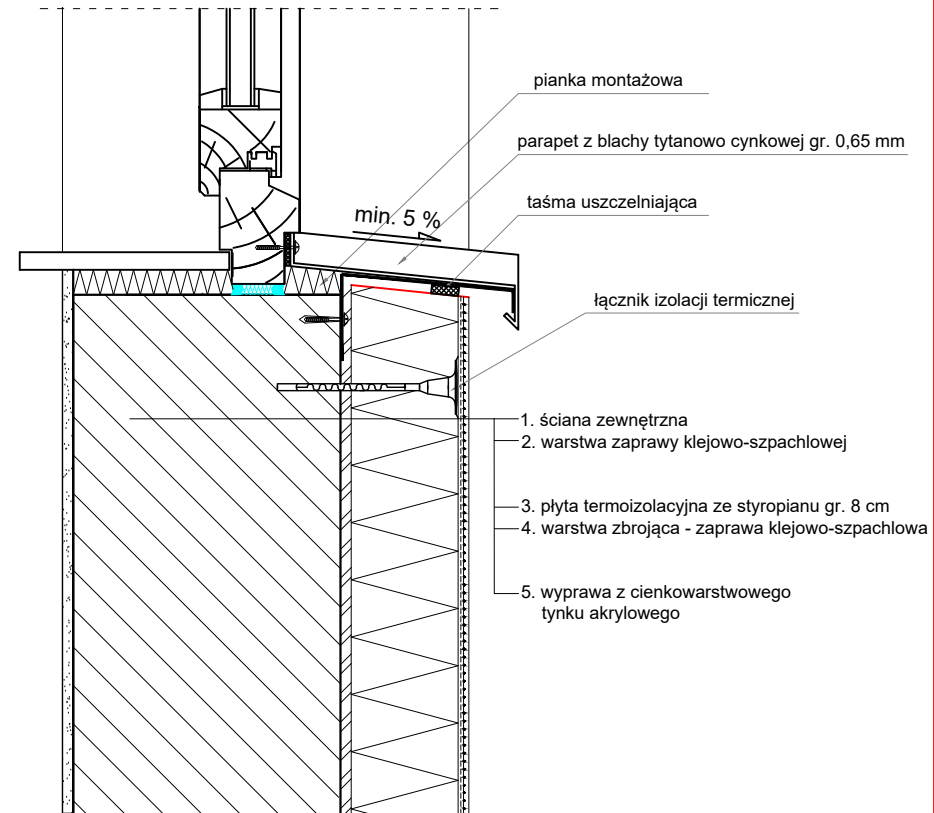 pianka montażowa
parapet z blachy tytanowo cynkowej gr. 0,65 mm
taśma uszczelniająca
min. 5 %
łącznik izolacji termicznej
1. ściana zewnętrzna
2. warstwa zaprawy klejowo-szpachlowej
3. płyta termoizolacyjna ze styropianu gr. 8 cm
4. warstwa zbrojąca - zaprawa klejowo-szpachlowa
5. wyprawa z cienkowarstwowego
tynku akrylowego